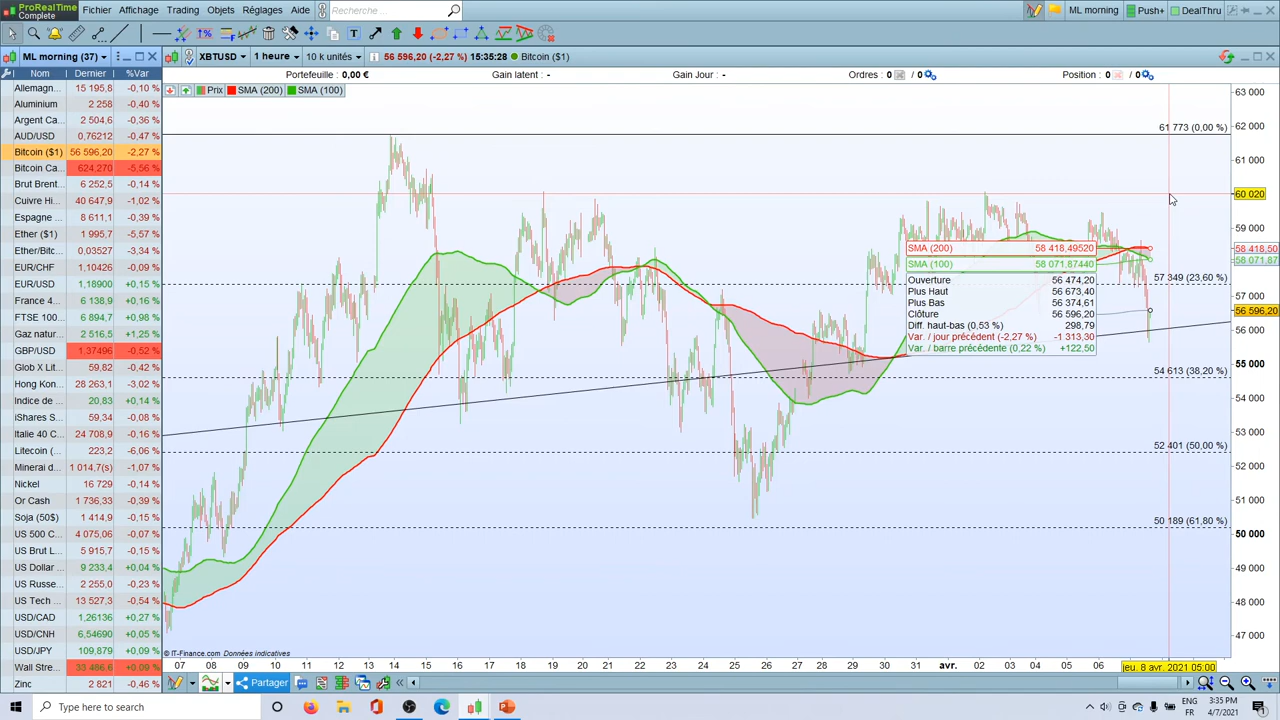 ProRealTime
Complete
Fichier Affichage Trading Objets Réglages Aide Recherche ...
ML morning Push+ DealThru
1%
T
ML morning (37) XBTUSD 1 heure 10 k unités 56 596,20 (-2,27 %) 15:35:28 Bitcoin ($1)
Nom Dernier %Var
Portefeuille : 0,00 € Gain latent : - Gain Jour : - Ordres : 0 / 0 Position : 0 / 0
Prix SMA (200) SMA (100)
Allemagn... 15 195,8 -0,10 %
Aluminium 2 258 -0,40 %
Argent Ca... 2 504,6 -0,36 %
AUD/USD 0,76212 -0,47 %
Bitcoin ($1) 56 596,20 -2,27 %
Bitcoin Ca... 624,270 -5,56 %
Brut Brent... 6 252,5 -0,14 %
Cuivre Hi... 40 647,9 -1,02 %
Espagne ... 8 611,1 -0,39 %
Ether ($1) 1 995,7 -5,57 %
Ether/Bitc... 0,03527 -3,34 %
EUR/CHF 1,10426 -0,09 %
EUR/USD 1,18900 +0,15 %
France 4... 6 138,9 +0,16 %
FTSE 100... 6 894,7 +0,98 %
Gaz natur... 2 516,5 +1,25 %
GBP/USD 1,37496 -0,52 %
Glob X Lit... 59,82 -0,42 %
Hong Kon... 28 263,1 -3,02 %
Indice de ... 20,83 +0,14 %
iShares S... 59,34 -0,08 %
Italie 40 C... 24 708,9 -0,16 %
Litecoin (... 223,2 -6,06 %
Minerai d... 1 014,7(s) -1,07 %
Nickel 16 729 -0,14 %
Or Cash 1 736,33 -0,39 %
Soja (50$) 1 414,9 -0,15 %
US 500 C... 4 075,06 -0,07 %
US Brut L... 5 915,7 -0,15 %
US Dollar ... 9 233,4 +0,04 %
US Russe... 2 255,0 -0,23 %
US Tech ... 13 527,3 -0,54 %
USD/CAD 1,26136 +0,27 %
USD/CNH 6,54690 +0,05 %
USD/JPY 109,879 +0,09 %
Wall Stre... 33 486,6 +0,09 %
Zinc 2 821 -0,46 %
61 773 (0,00 %)
57 349 (23,60 %)
54 613 (38,20 %)
52 401 (50,00 %)
50 189 (61,80 %)
SMA (200) 58 418,49520
SMA (100) 58 071,87440
Ouverture 56 474,20
Plus Haut 56 673,40
Plus Bas 56 374,61
Clôture 56 596,20
Diff. haut-bas (0,53 %) 298,79
Var. / jour précédent (-2,27 %) -1 313,30
Var. / barre précédente (0,22 %) +122,50
63 000
62 000
61 000
60 020
59 000
58 418,50
58 071,87
57 000
56 596,20
56 000
55 000
54 000
53 000
52 000
51 000
50 000
49 000
48 000
47 000
© IT-Finance.com Données indicatives
07 08 09 10 11 12 13 14 15 16 17 18 19 20 21 22 23 24 25 26 27 28 29 30 31 avr. 02 03 04 05 06 jeu. 8 avr. 2021 05:00
Partager
Type here to search
ENG 3:35 PM
FR 4/7/2021